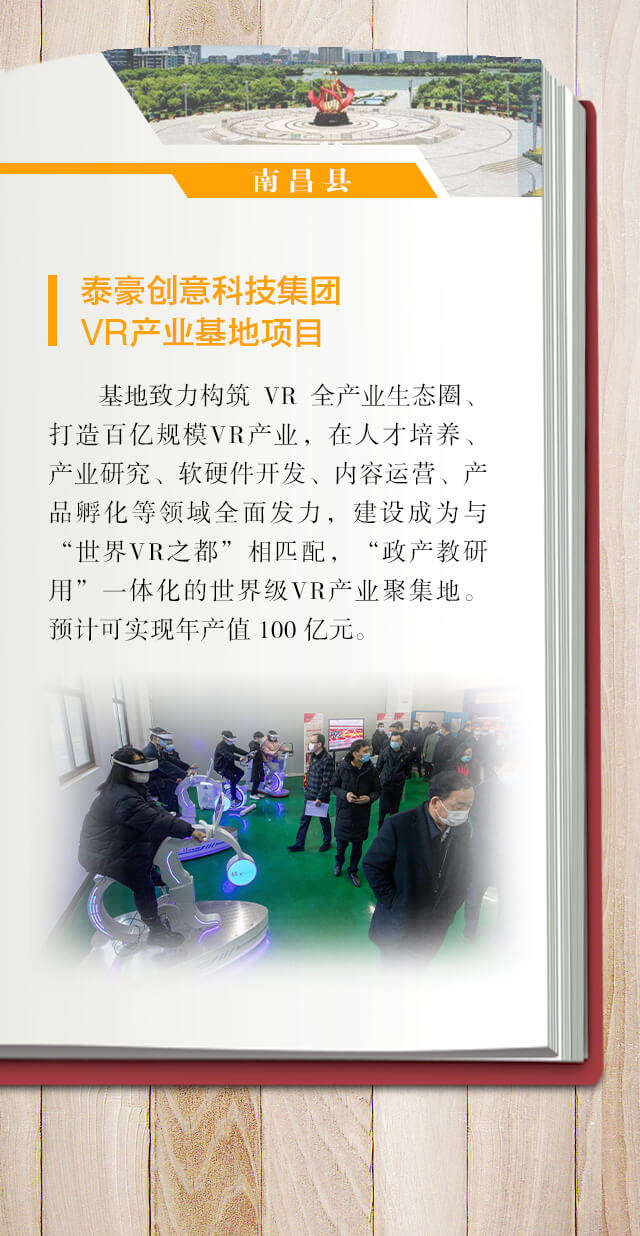 南昌县
泰豪创意科技集团
VR产业基地项目
基地致力构筑 VR 全产业生态圈、
打造百亿规模VR产业，在人才培养、
产业研究、软硬件开发、内容运营、产
品孵化等领域全面发力，建设成为与
“世界VR之都”相匹配，“政产教研
用”一体化的世界级VR产业聚集地。
预计可实现年产值 100 亿元。